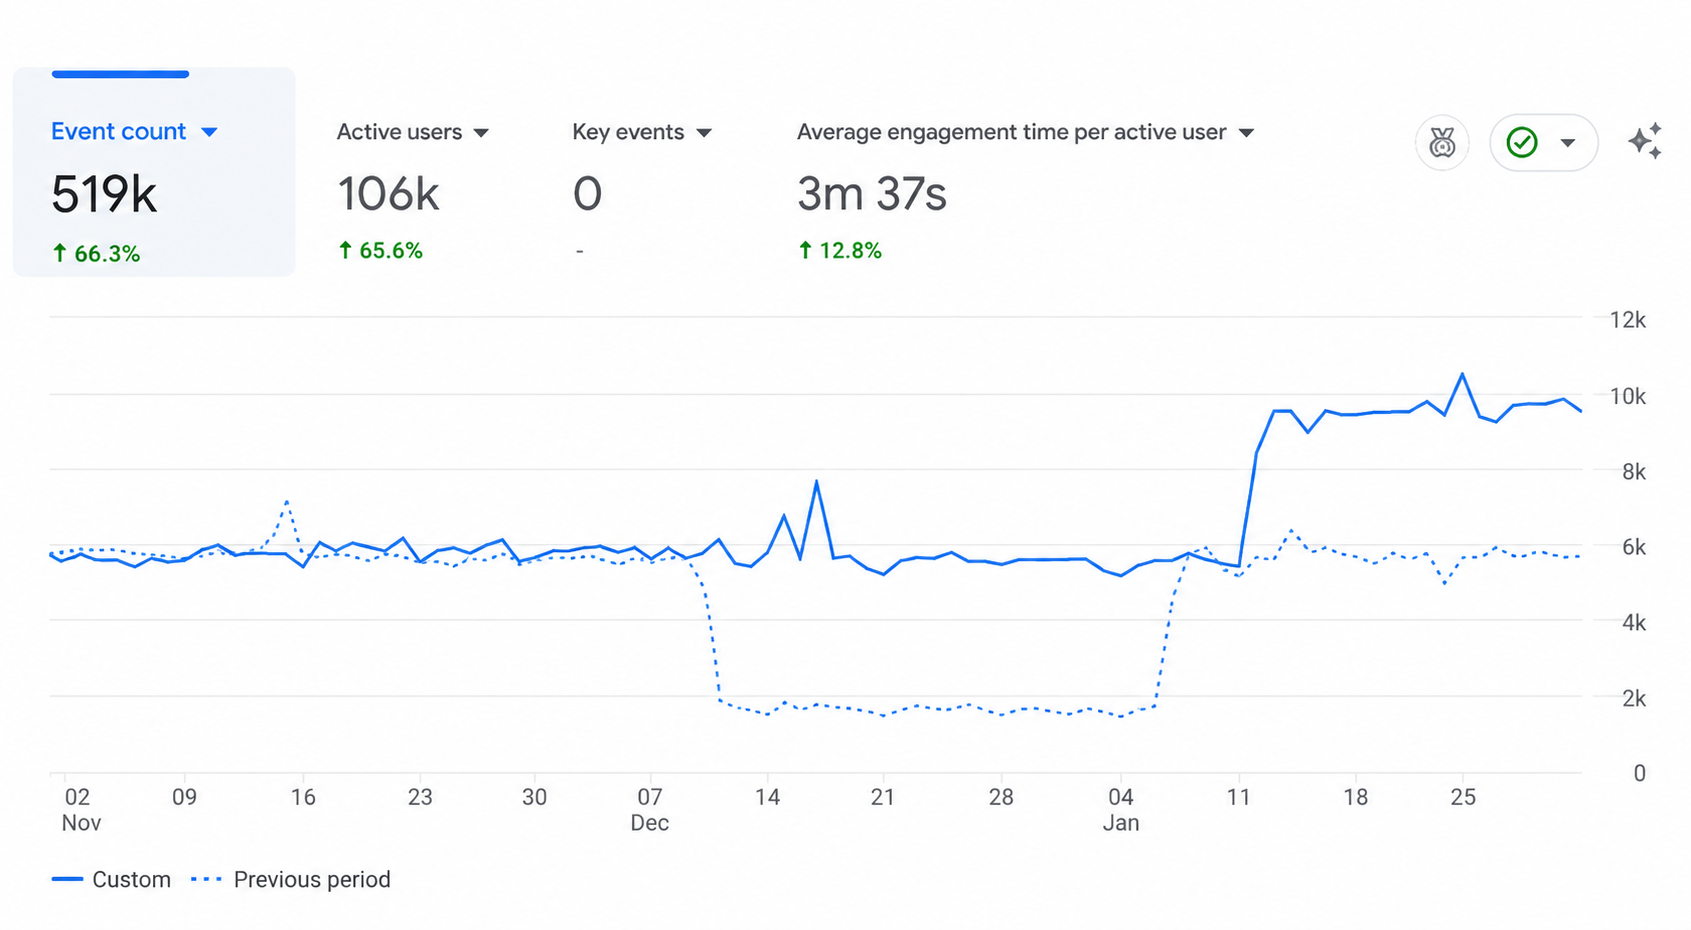 Event count
519k
↑ 66.3%
Active users
106k
↑ 65.6%
Key events
0
-
Average engagement time per active user
3m 37s
↑ 12.8%
12k
10k
8k
6k
4k
2k
0
02 09 16 23 30 07 14 21 28 04 11 18 25
Nov Dec Jan
Custom Previous period